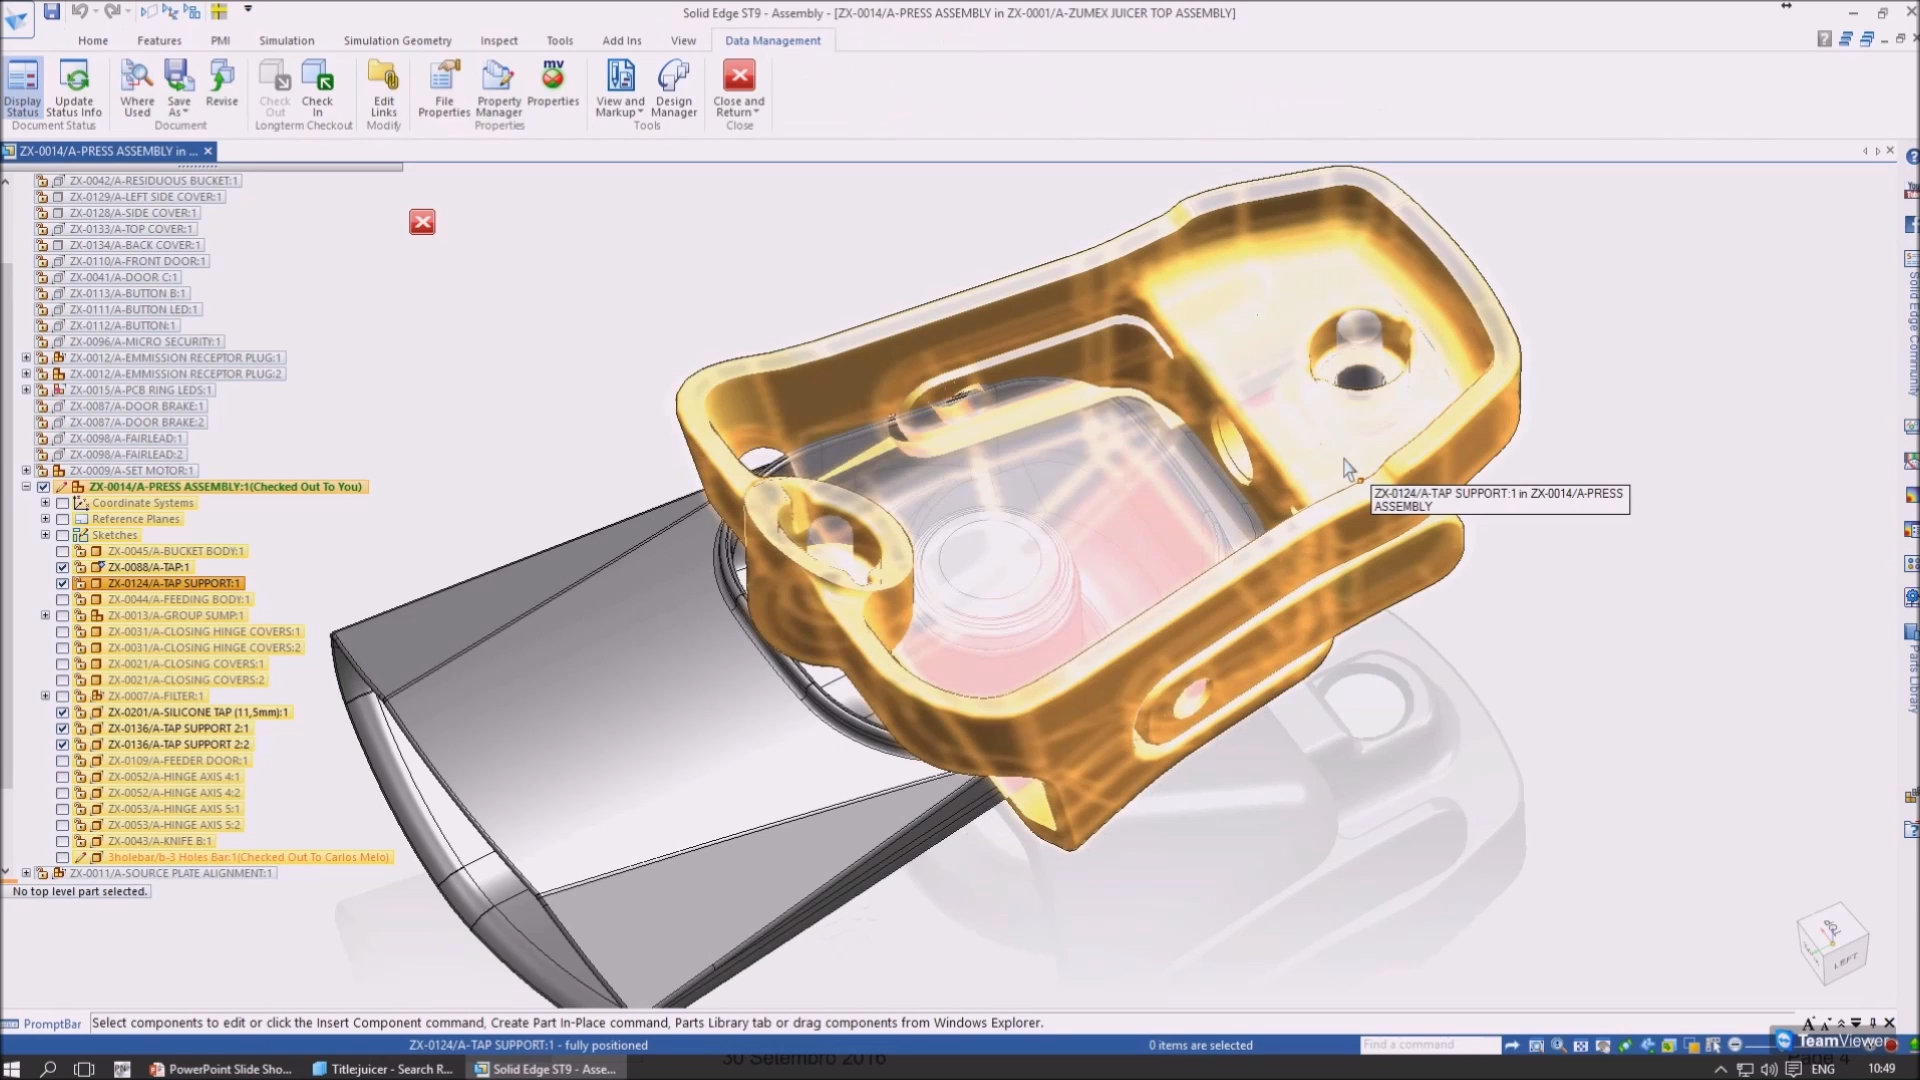 Solid Edge ST9 - Assembly - [ZX-0014/A-PRESS ASSEMBLY in ZX-0001/A-ZUMEX JUICER TOP ASSEMBLY]
Home Features PMI Simulation Simulation Geometry Inspect Tools Add Ins View Data Management
Display Status
Update Status Info
Where Used
Save As
Revise
Check Out
Check In
Edit Links
File Properties
Property Manager
mv
Properties
View and Markup
Design Manager
Close and Return
Document Status Document Longterm Checkout Modify Properties Tools Close
ZX-0014/A-PRESS ASSEMBLY in ...
ZX-0042/A-RESIDUOUS BUCKET:1
ZX-0129/A-LEFT SIDE COVER:1
ZX-0128/A-SIDE COVER:1
ZX-0133/A-TOP COVER:1
ZX-0134/A-BACK COVER:1
ZX-0110/A-FRONT DOOR:1
ZX-0041/A-DOOR C:1
ZX-0113/A-BUTTON B:1
ZX-0111/A-BUTTON LED:1
ZX-0112/A-BUTTON:1
ZX-0096/A-MICRO SECURITY:1
ZX-0012/A-EMMISSION RECEPTOR PLUG:1
ZX-0012/A-EMMISSION RECEPTOR PLUG:2
ZX-0015/A-PCB RING LEDS:1
ZX-0087/A-DOOR BRAKE:1
ZX-0087/A-DOOR BRAKE:2
ZX-0098/A-FAIRLEAD:1
ZX-0098/A-FAIRLEAD:2
ZX-0009/A-SET MOTOR:1
ZX-0014/A-PRESS ASSEMBLY:1(Checked Out To You)
Coordinate Systems
Reference Planes
Sketches
ZX-0045/A-BUCKET BODY:1
ZX-0088/A-TAP:1
ZX-0124/A-TAP SUPPORT:1
ZX-0044/A-FEEDING BODY:1
ZX-0013/A-GROUP SUMP:1
ZX-0031/A-CLOSING HINGE COVERS:1
ZX-0031/A-CLOSING HINGE COVERS:2
ZX-0021/A-CLOSING COVERS:1
ZX-0021/A-CLOSING COVERS:2
ZX-0007/A-FILTER:1
ZX-0201/A-SILICONE TAP (11,5mm):1
ZX-0136/A-TAP SUPPORT 2:1
ZX-0136/A-TAP SUPPORT 2:2
ZX-0109/A-FEEDER DOOR:1
ZX-0052/A-HINGE AXIS 4:1
ZX-0052/A-HINGE AXIS 4:2
ZX-0053/A-HINGE AXIS 5:1
ZX-0053/A-HINGE AXIS 5:2
ZX-0043/A-KNIFE B:1
3holebar/b-3 Holes Bar:1(Checked Out To Carlos Melo)
ZX-0011/A-SOURCE PLATE ALIGNMENT:1
No top level part selected.
ZX-0124/A-TAP SUPPORT:1 in ZX-0014/A-PRESS
ASSEMBLY
Solid Edge Community
Parts Library
TOP
LEFT
PromptBar
Select components to edit or click the Insert Component command, Create Part In-Place command, Parts Library tab or drag components from Windows Explorer.
ZX-0124/A-TAP SUPPORT:1 - fully positioned
0 items are selected
Find a command
TeamViewer
30 Setembro 2016
Page 4
PowerPoint Slide Sho...
Title:juicer - Search R...
Solid Edge ST9 - Asse...
ENG
10:49